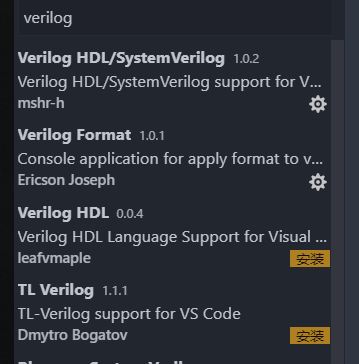 verilog
Verilog HDL/SystemVerilog 1.0.2
Verilog HDL/SystemVerilog support for V...
mshr-h
Verilog Format 1.0.1
Console application for apply format to v...
Ericson Joseph
Verilog HDL 0.0.4
Verilog HDL Language Support for Visual ...
leafvmaple 安装
TL Verilog 1.1.1
TL-Verilog support for VS Code
Dmytro Bogatov 安装